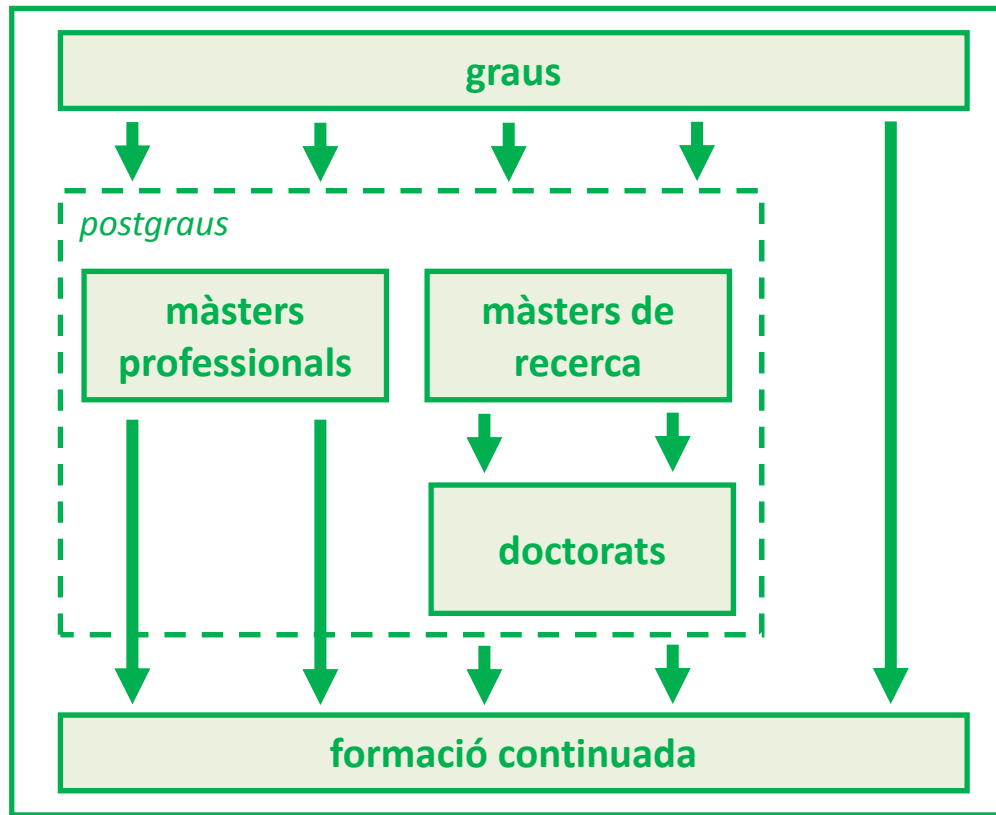 graus
postgraus
màsters
professionals
màsters de
recerca
doctorats
formació continuada